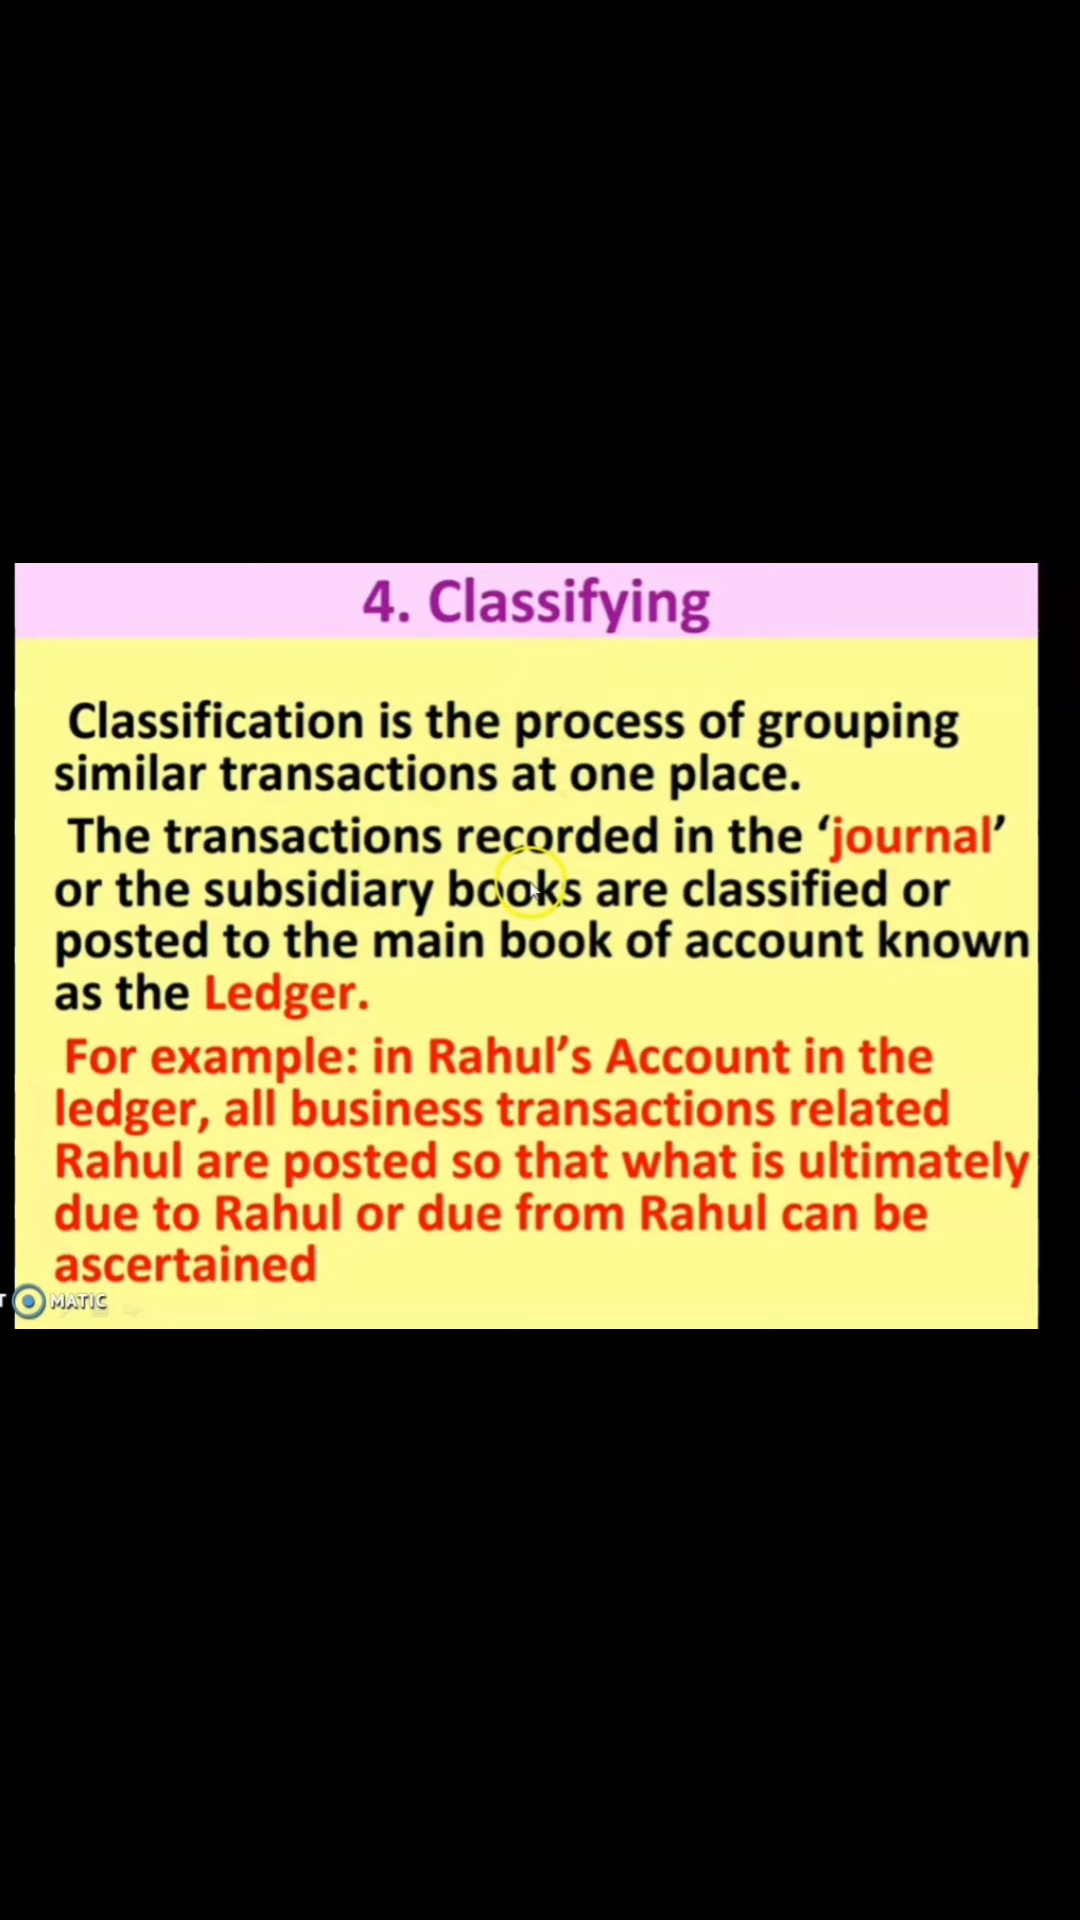 4. Classifying
Classification is the process of grouping
similar transactions at one place.
The transactions recorded in the ‘journal’
or the subsidiary books are classified or
posted to the main book of account known
as the Ledger.
For example: in Rahul’s Account in the
ledger, all business transactions related
Rahul are posted so that what is ultimately
due to Rahul or due from Rahul can be
ascertained
MATIC